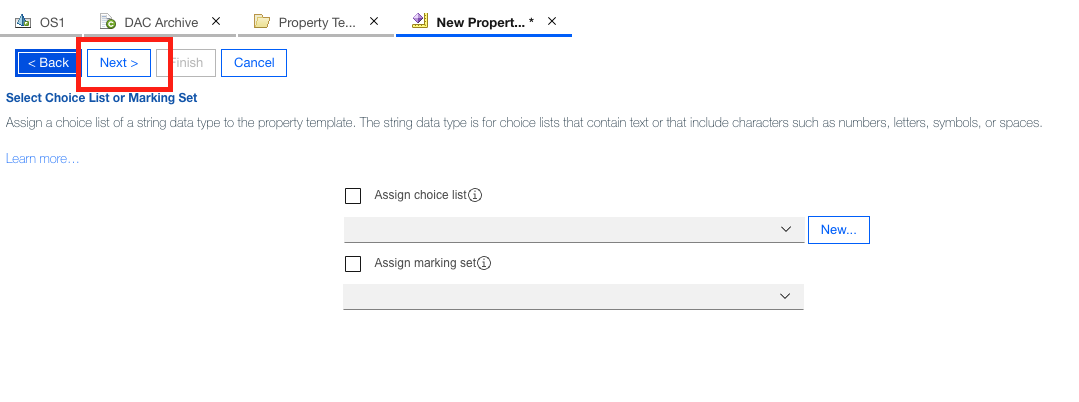 OS1 DAC Archive Property Te... New Propert... *
< Back Next > Finish Cancel
Select Choice List or Marking Set
Assign a choice list of a string data type to the property template. The string data type is for choice lists that contain text or that include characters such as numbers, letters, symbols, or spaces.
Learn more…
Assign choice list
New...
Assign marking set